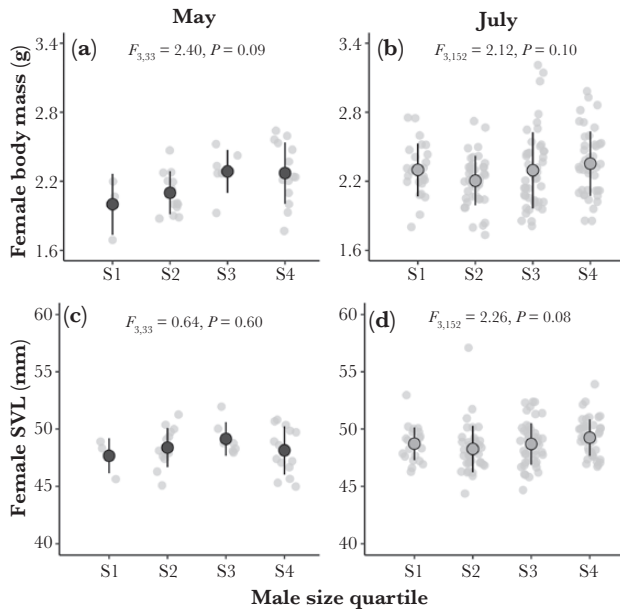 May
July
Female body mass (g)
3.4
2.8
2.2
1.6
(a)
F3,33 = 2.40, P = 0.09
S1 S2 S3 S4
3.4
2.8
2.2
1.6
(b)
F3,152 = 2.12, P = 0.10
S1 S2 S3 S4
Female SVL (mm)
60
55
50
45
40
(c)
F3,33 = 0.64, P = 0.60
S1 S2 S3 S4
60
55
50
45
40
(d)
F3,152 = 2.26, P = 0.08
S1 S2 S3 S4
Male size quartile